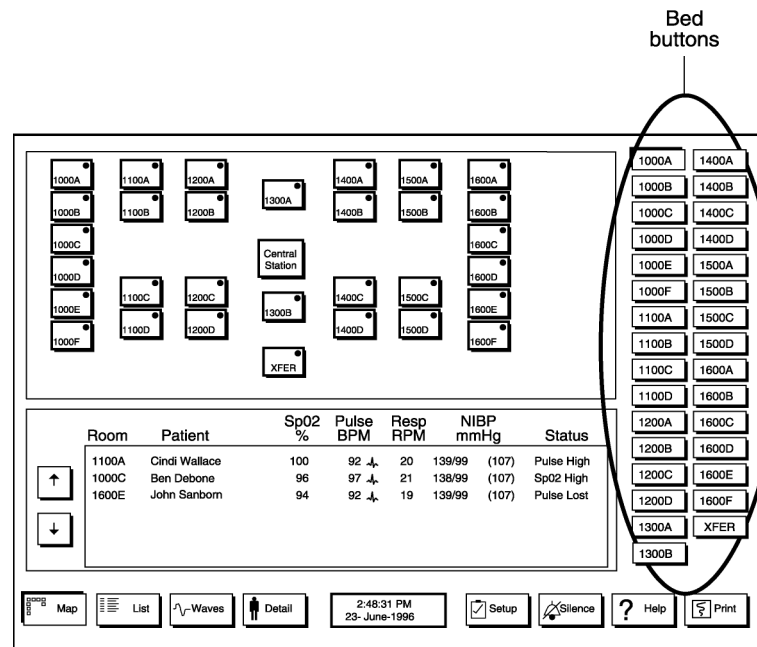 Bed
buttons
1000A 1100A 1200A 1300A 1400A 1500A 1600A
1000B 1100B 1200B 1400B 1500B 1600B
1000C Central Station 1600C
1000D 1600D
1100C 1200C 1400C 1500C
1000E 1300B 1600E
1100D 1200D 1400D 1500D
1000F 1600F
XFER
1000A 1400A
1000B 1400B
1000C 1400C
1000D 1400D
1000E 1500A
1000F 1500B
1100A 1500C
1100B 1500D
1100C 1600A
1100D 1600B
1200A 1600C
1200B 1600D
1200C 1600E
1200D 1600F
1300A XFER
1300B
Room Patient Sp02 % Pulse BPM Resp RPM NIBP mmHg Status
1100A Cindi Wallace 100 92 20 139/99 (107) Pulse High
1000C Ben Debone 96 97 21 138/99 (107) Sp02 High
1600E John Sanborn 94 92 19 139/99 (107) Pulse Lost
Map List Waves Detail 2:48:31 PM Setup Silence ? Help Print
23- June-1996